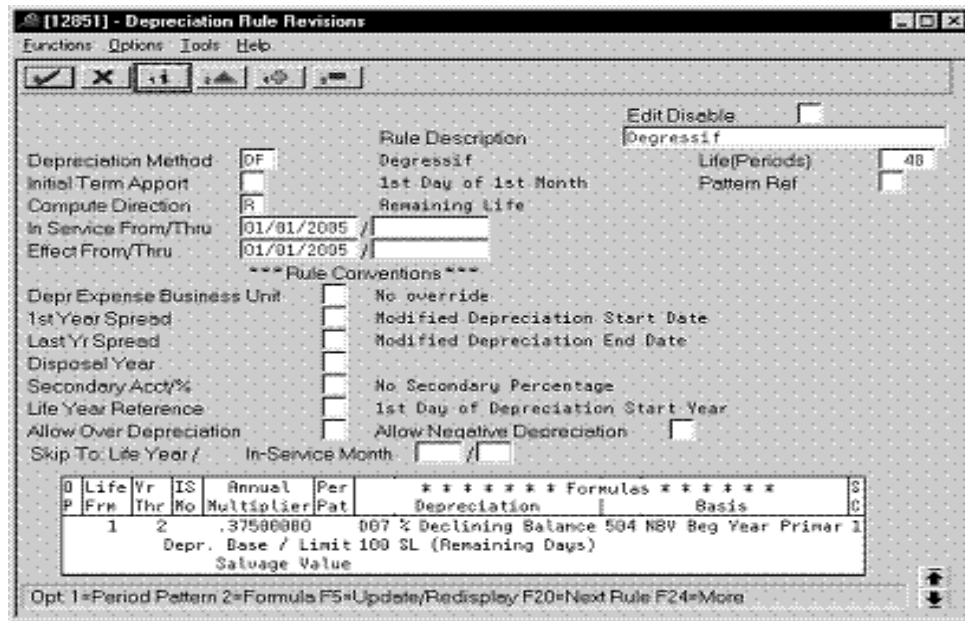 [12851] - Depreciation Rule Revisions
Functions Options Tools Help
Edit Disable
Rule Description Degressif
Depreciation Method DF Degressif Life(Periods) 48
Initial Term Apport 1st Day of 1st Month Pattern Ref
Compute Direction R Remaining Life
In Service From/Thru 01/01/2005 /
Effect From/Thru 01/01/2005 /
***Rule Conventions***
Depr Expense Business Unit No override
1st Year Spread Modified Depreciation Start Date
Last Yr Spread Modified Depreciation End Date
Disposal Year
Secondary Acct/% No Secondary Percentage
Life Year Reference 1st Day of Depreciation Start Year
Allow Over Depreciation Allow Negative Depreciation
Skip To: Life Year / In-Service Month /
O Life Yr IS Annual Per * * * * * * * Formulas * * * * * * S
P Frm Thr Mo Multiplier Pat Depreciation Basis C
1 2 .37500000 D07 % Declining Balance 504 NBV Beg Year Primar 1
Depr. Base / Limit 100 SL (Remaining Days)
Salvage Value
Opt: 1=Period Pattern 2=Formula F5=Update/Redisplay F20=Next Rule F24=More